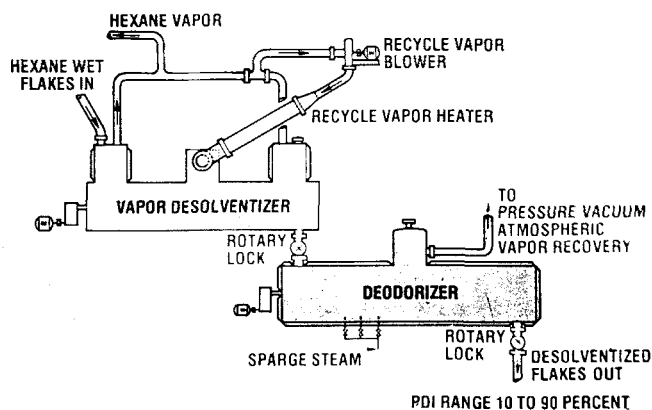 HEXANE VAPOR
HEXANE WET
FLAKES IN
RECYCLE VAPOR
BLOWER
RECYCLE VAPOR HEATER
VAPOR DESOLVENTIZER
ROTARY
LOCK
TO
PRESSURE VACUUM
ATMOSPHERIC
VAPOR RECOVERY
DEODORIZER
SPARGE STEAM
ROTARY
LOCK
DESOLVENTIZED
FLAKES OUT
PDI RANGE 10 TO 90 PERCENT